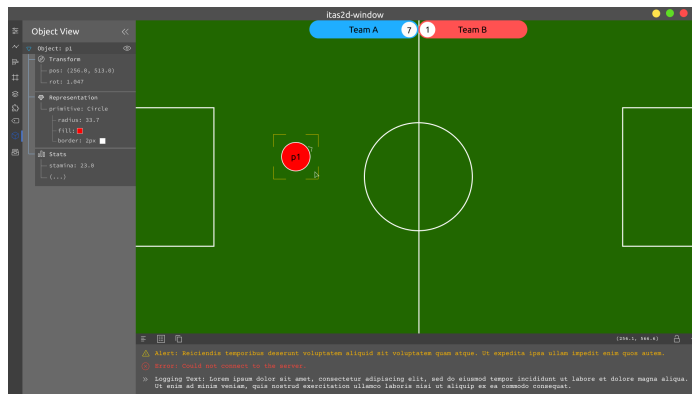 itas2d-window
Object View
Team A 7 1 Team B
Object: p1
Transform
pos: (256.0, 513.0)
rot: 1.047
Representation
primitive: Circle
radius: 33.7
fill:
border: 2px
Stats
stamina: 23.0
(...)
p1
(256.1, 566.6)
Alert: Reiciendis temporibus deserunt voluptatem aliquid sit voluptatem quam atque. Ut expedita ipsa ullam impedit enim quos autem.
Error: Could not connect to the server.
Logging Text: Lorem ipsum dolor sit amet, consectetur adipiscing elit, sed do eiusmod tempor incididunt ut labore et dolore magna aliqua.
Ut enim ad minim veniam, quis nostrud exercitation ullamco laboris nisi ut aliquip ex ea commodo consequat.